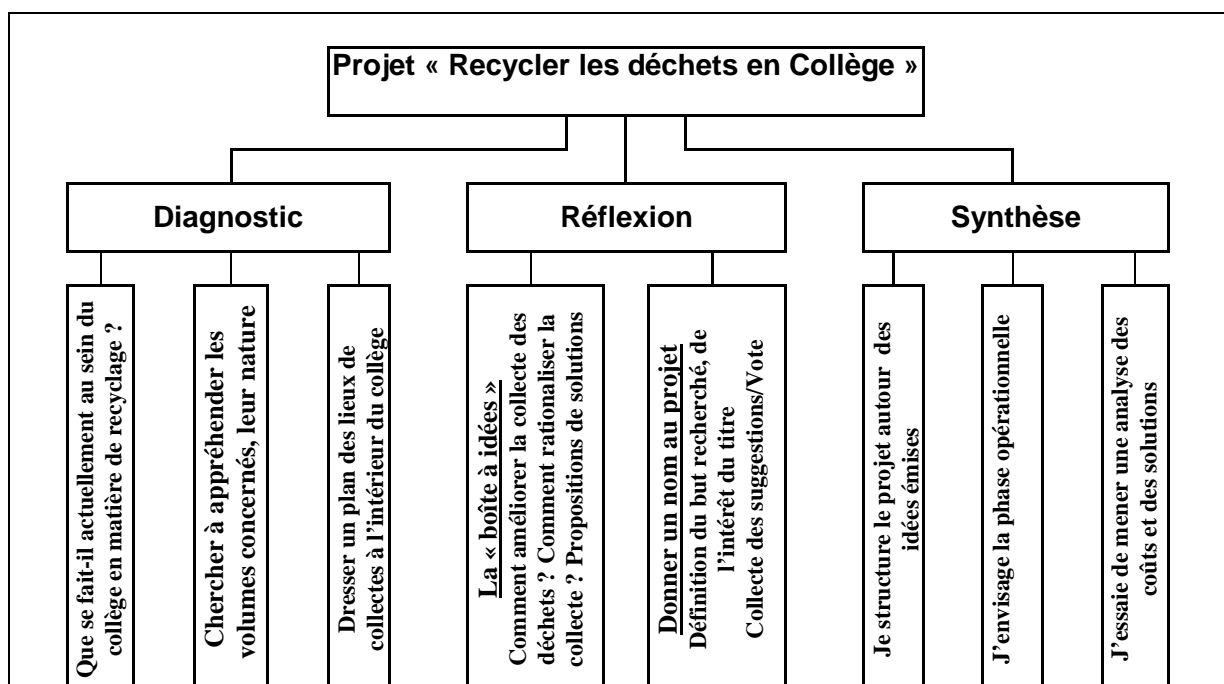 Projet « Recycler les déchets en Collège »
Diagnostic
Réflexion
Synthèse
Que se fait-il actuellement au sein du
collège en matière de recyclage ?
Chercher à appréhender les
volumes concernés, leur nature
Dresser un plan des lieux de
collectes à l’intérieur du collège
La « boîte à idées »
Comment améliorer la collecte des
déchets ? Comment rationaliser la
collecte ? Propositions de solutions
Donner un nom au projet
Définition du but recherché, de
l’intérêt du titre
Collecte des suggestions/Vote
Je structure le projet autour des
idées émises
J’envisage la phase opérationnelle
J’essaie de mener une analyse des
coûts et des solutions